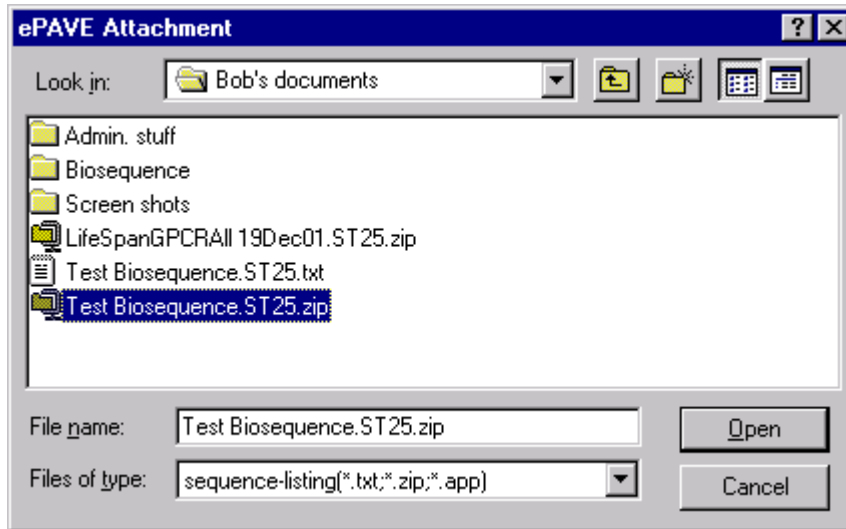 ePAVE Attachment
Look in: Bob's documents
Admin. stuff
Biosequence
Screen shots
LifeSpanGPCRAll 19Dec01.ST25.zip
Test Biosequence.ST25.txt
Test Biosequence.ST25.zip
File name: Test Biosequence.ST25.zip Open
Files of type: sequence-listing(*.txt;*.zip;*.app) Cancel